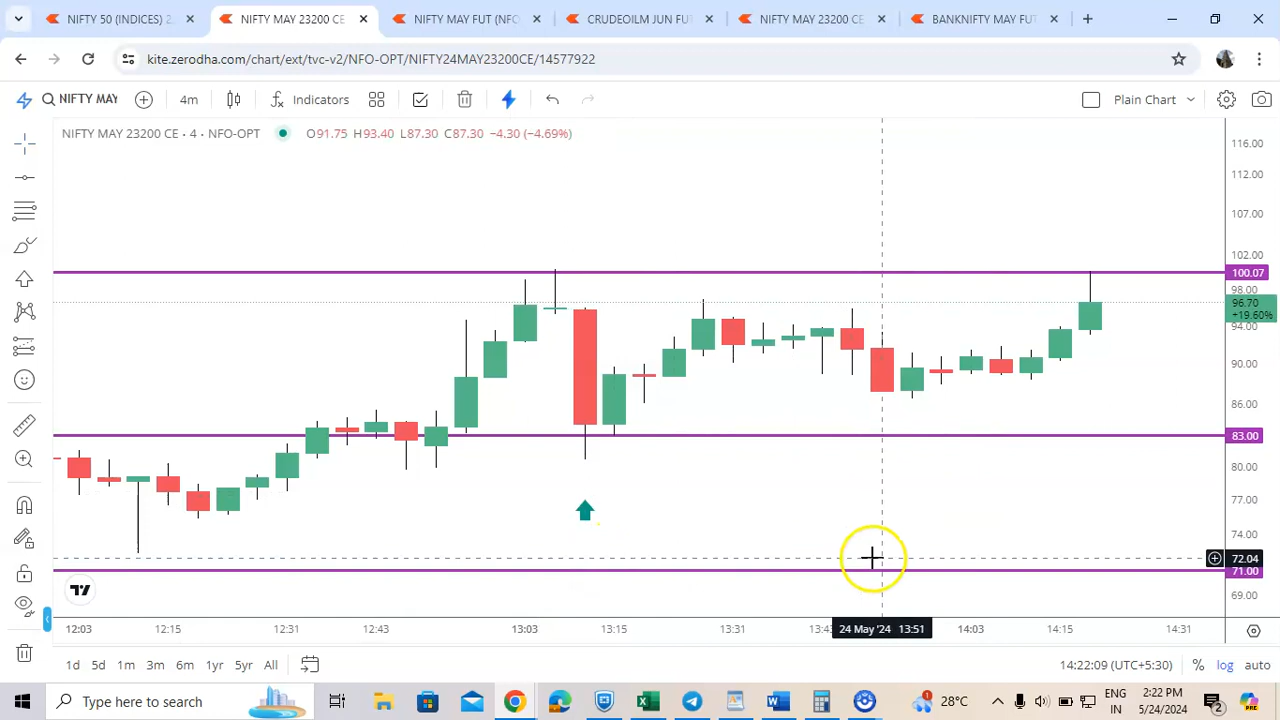 NIFTY 50 (INDICES) 2
NIFTY MAY 23200 CE
NIFTY MAY FUT (NFO
CRUDEOILM JUN FUT
NIFTY MAY 23200 CE
BANKNIFTY MAY FUT
kite.zerodha.com/chart/ext/tvc-v2/NFO-OPT/NIFTY24MAY23200CE/14577922
NIFTY MAY
4m
Indicators
Plain Chart
NIFTY MAY 23200 CE · 4 · NFO-OPT
O91.75 H93.40 L87.30 C87.30 −4.30 (−4.69%)
116.00
112.00
107.00
102.00
100.07
98.00
96.70
+19.60%
94.00
90.00
86.00
83.00
80.00
77.00
74.00
72.04
71.00
69.00
12:03
12:15
12:31
12:43
13:03
13:15
13:31
13:43
24 May '24 13:51
14:03
14:15
14:31
1d 5d 1m 3m 6m 1yr 5yr All
14:22:09 (UTC+5:30)
% log auto
Type here to search
28°C
ENG
IN
2:22 PM
5/24/2024
2